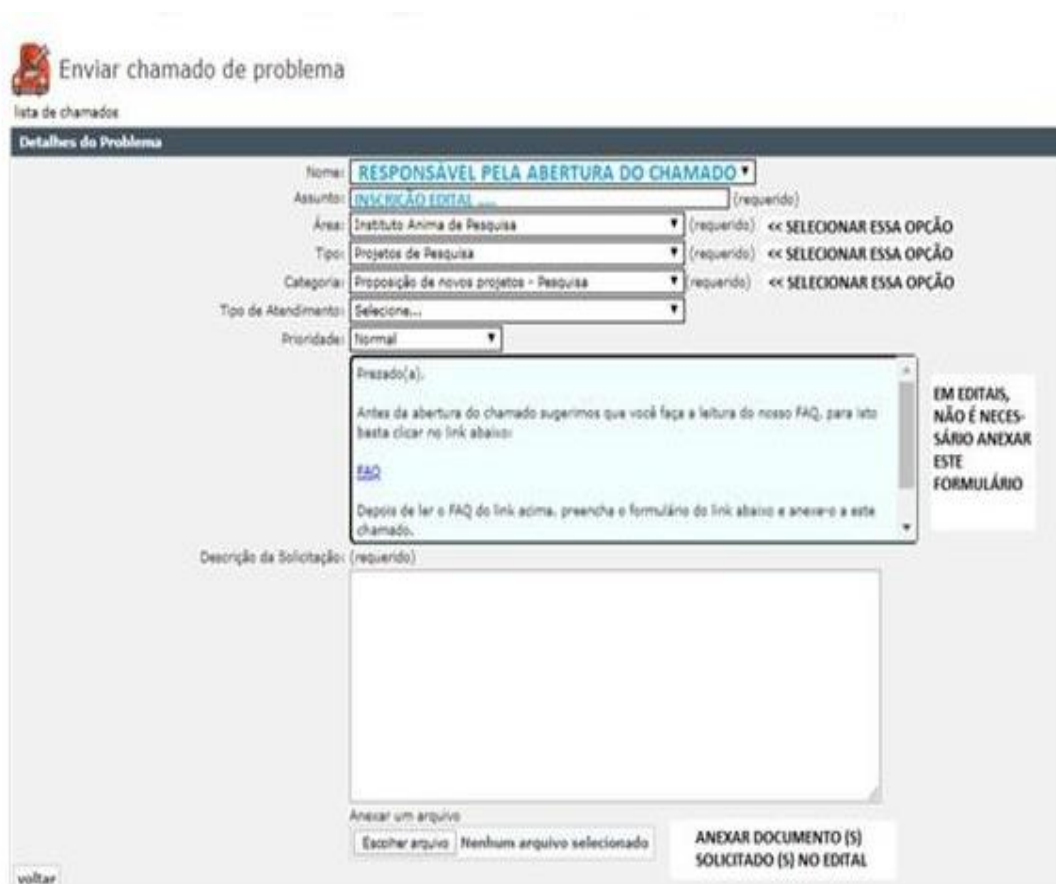 Enviar chamado de problema
lista de chamados
Detalhes do Problema
Nome: RESPONSÁVEL PELA ABERTURA DO CHAMADO
Assunto: INSCRIÇÃO EDITAL .... (requerido)
Área: Instituto Anima de Pesquisa (requerido) << SELECIONAR ESSA OPÇÃO
Tipo: Projetos de Pesquisa (requerido) << SELECIONAR ESSA OPÇÃO
Categoria: Proposição de novos projetos - Pesquisa (requerido) << SELECIONAR ESSA OPÇÃO
Tipo de Atendimento: Selecione...
Prioridade: Normal
Prezado(a),
Antes da abertura do chamado sugerimos que você faça a leitura do nosso FAQ, para isto
basta clicar no link abaixo:
FAQ
Depois de ler o FAQ do link acima, preencha o formulário do link abaixo e anexe-o a este
chamado.
EM EDITAIS,
NÃO É NECES-
SÁRIO ANEXAR
ESTE
FORMULÁRIO
Descrição da Solicitação: (requerido)
Anexar um arquivo
Escolher arquivo Nenhum arquivo selecionado
ANEXAR DOCUMENTO (S)
SOLICITADO (S) NO EDITAL
voltar